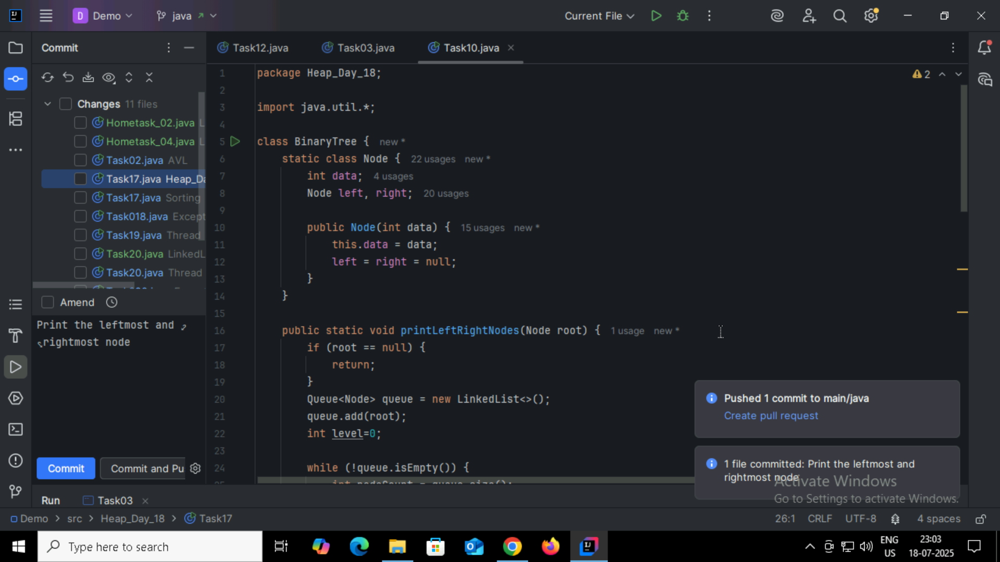 D Demo java Current File
Commit
Task12.java Task03.java Task10.java
Changes 11 files
Hometask_02.java L
Hometask_04.java L
Task02.java AVL
Task17.java Heap_Da
Task17.java Sorting
Task018.java Except
Task19.java Thread
Task20.java LinkedL
Task20.java Thread
Amend
Print the leftmost and
rightmost node
Commit Commit and Pu
2
1 package Heap_Day_18;
2
3 import java.util.*;
4
5 class BinaryTree { new *
6 static class Node { 22 usages new *
7 int data; 4 usages
8 Node left, right; 20 usages
9
10 public Node(int data) { 15 usages new *
11 this.data = data;
12 left = right = null;
13 }
14 }
15
16 public static void printLeftRightNodes(Node root) { 1 usage new *
17 if (root == null) {
18 return;
19 }
20 Queue<Node> queue = new LinkedList<>();
21 queue.add(root);
22 int level=0;
23
24 while (!queue.isEmpty()) {
25 int nodeCount = queue.size();
Pushed 1 commit to main/java
Create pull request
1 file committed: Print the leftmost and
rightmost node
Activate Windows
Go to Settings to activate Windows.
Run Task03
Demo > src > Heap_Day_18 > Task17
26:1 CRLF UTF-8 4 spaces
Type here to search
ENG
US
23:03
18-07-2025